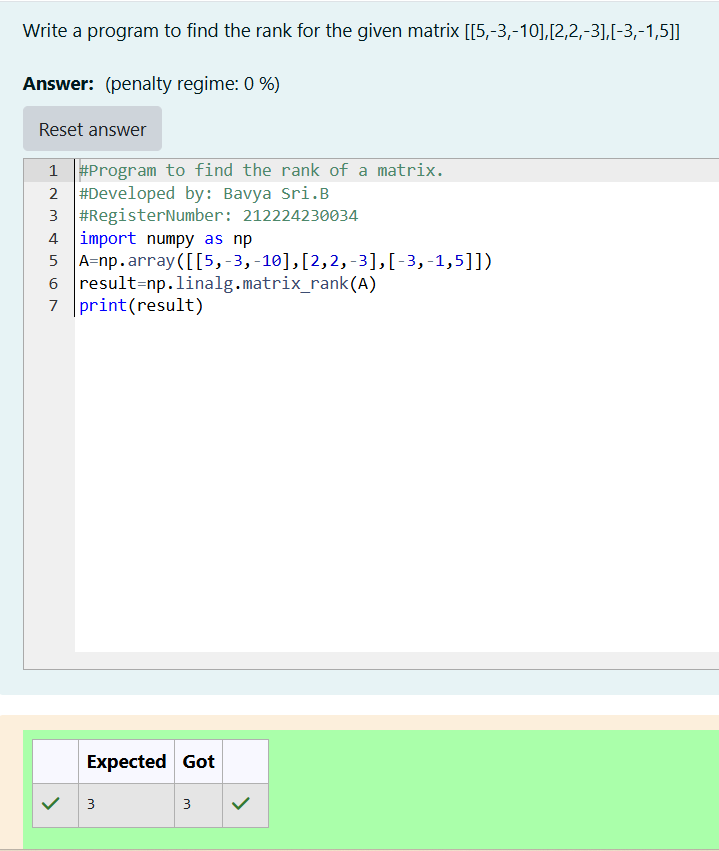 Write a program to find the rank for the given matrix [[5,-3,-10],[2,2,-3],[-3,-1,5]]
Answer: (penalty regime: 0 %)
Reset answer
1 #Program to find the rank of a matrix.
2 #Developed by: Bavya Sri.B
3 #RegisterNumber: 212224230034
4 import numpy as np
5 A=np.array([[5,-3,-10],[2,2,-3],[-3,-1,5]])
6 result=np.linalg.matrix_rank(A)
7 print(result)
Expected Got
3 3